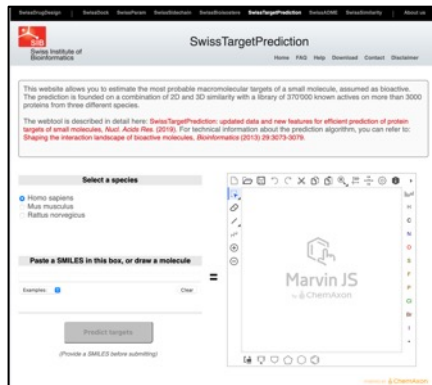 SwissDrugDesign SwissDock SwissParam SwissSidechain SwissBioisostere SwissTargetPrediction SwissADME SwissSimilarity About us
SIB
Swiss Institute of
Bioinformatics
SwissTargetPrediction
Home FAQ Help Download Contact Disclaimer
This website allows you to estimate the most probable macromolecular targets of a small molecule, assumed as bioactive.
The prediction is founded on a combination of 2D and 3D similarity with a library of 370'000 known actives on more than 3000
proteins from three different species.
The webtool is described in detail here: SwissTargetPrediction: updated data and new features for efficient prediction of protein
targets of small molecules, Nucl. Acids Res. (2019). For technical information about the prediction algorithm, you can refer to:
Shaping the interaction landscape of bioactive molecules, Bioinformatics (2013) 29:3073-3079.
Select a species
Homo sapiens
Mus musculus
Rattus norvegicus
Paste a SMILES in this box, or draw a molecule
Examples: Clear
=
Predict targets
(Provide a SMILES before submitting)
H
C
N
O
S
F
P
Cl
Br
I
Marvin JS
by ChemAxon
ChemAxon